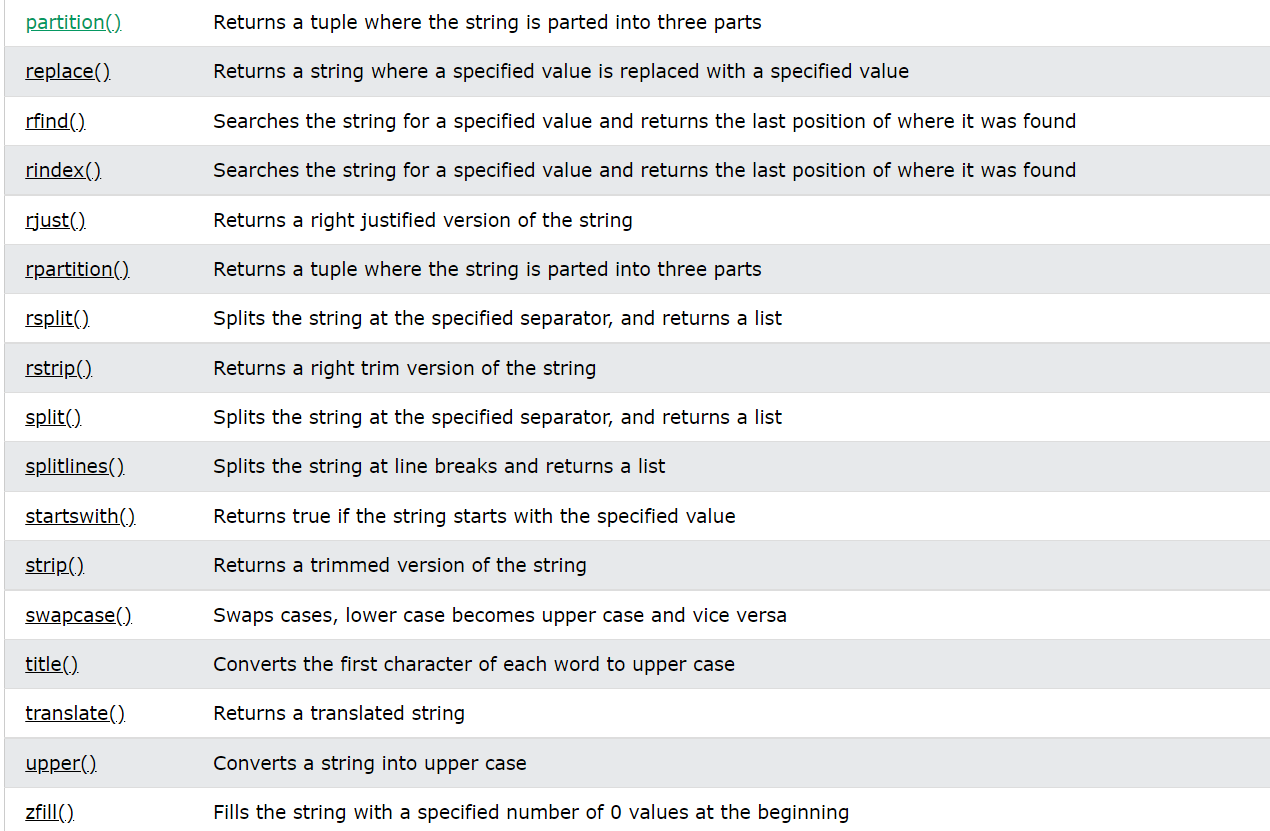 partition() Returns a tuple where the string is parted into three parts
replace() Returns a string where a specified value is replaced with a specified value
rfind() Searches the string for a specified value and returns the last position of where it was found
rindex() Searches the string for a specified value and returns the last position of where it was found
rjust() Returns a right justified version of the string
rpartition() Returns a tuple where the string is parted into three parts
rsplit() Splits the string at the specified separator, and returns a list
rstrip() Returns a right trim version of the string
split() Splits the string at the specified separator, and returns a list
splitlines() Splits the string at line breaks and returns a list
startswith() Returns true if the string starts with the specified value
strip() Returns a trimmed version of the string
swapcase() Swaps cases, lower case becomes upper case and vice versa
title() Converts the first character of each word to upper case
translate() Returns a translated string
upper() Converts a string into upper case
zfill() Fills the string with a specified number of 0 values at the beginning